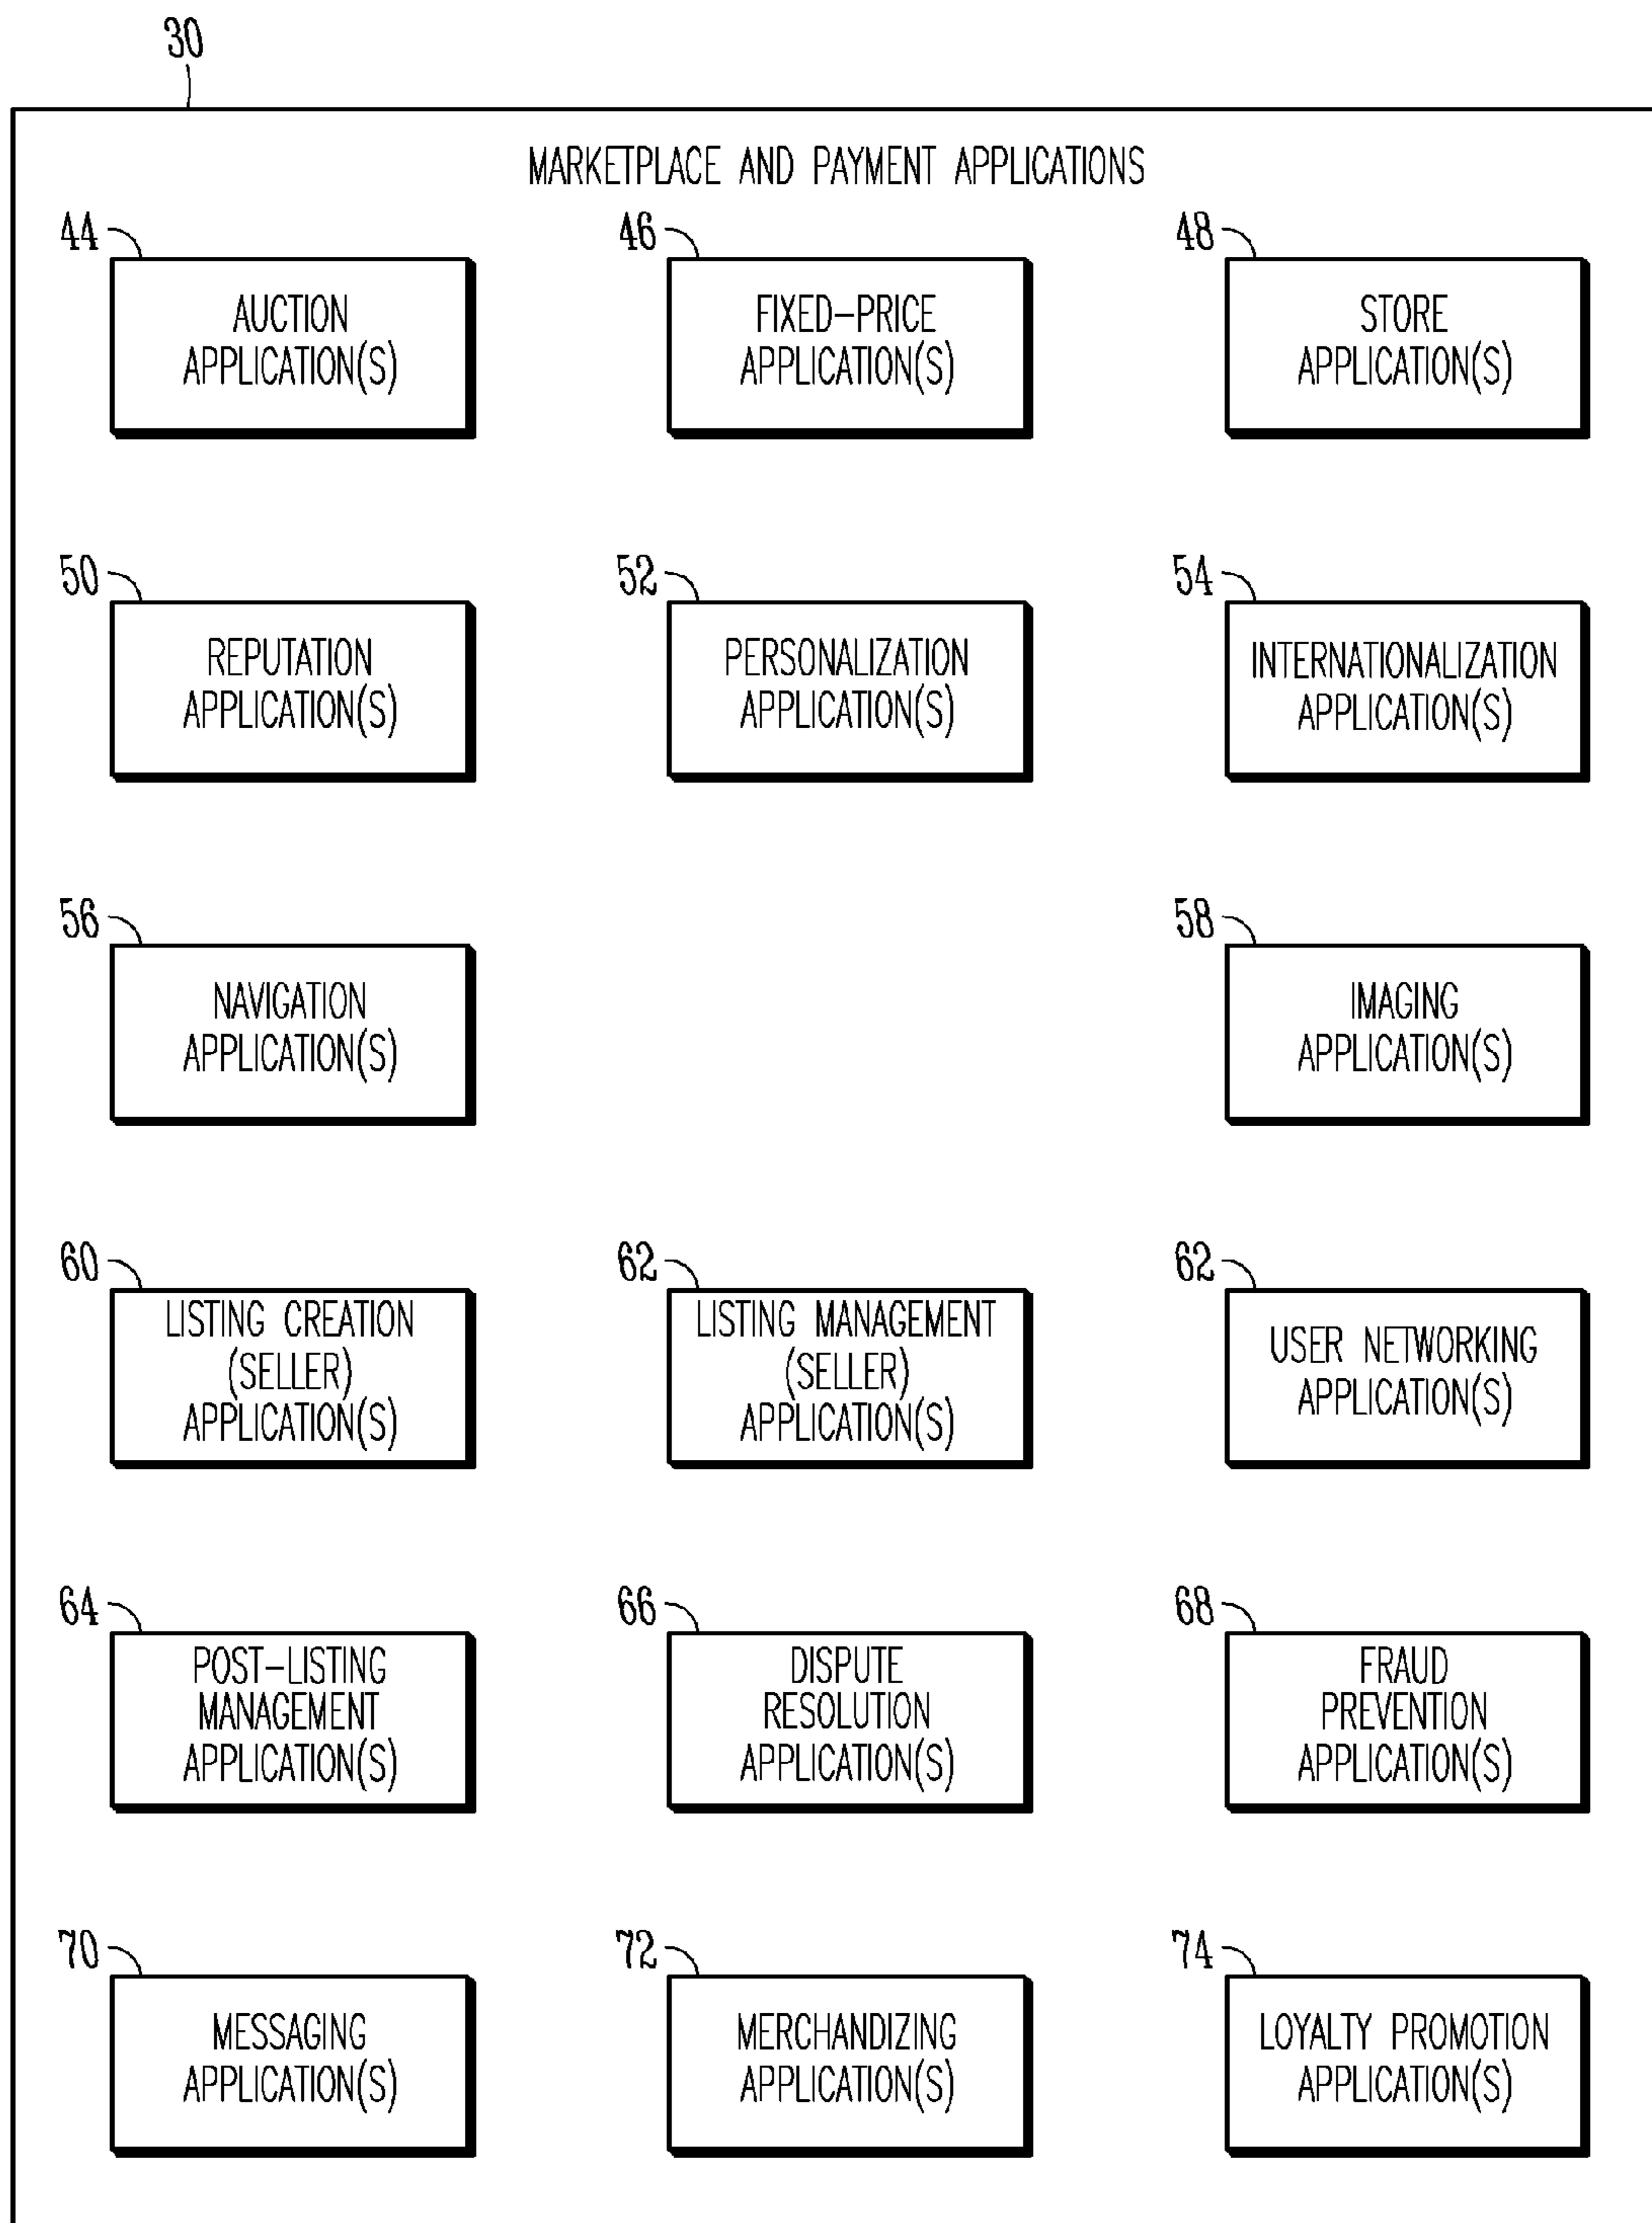 30
MARKETPLACE AND PAYMENT APPLICATIONS
44
AUCTION
APPLICATION(S)
46
FIXED-PRICE
APPLICATION(S)
48
STORE
APPLICATION(S)
50
REPUTATION
APPLICATION(S)
52
PERSONALIZATION
APPLICATION(S)
54
INTERNATIONALIZATION
APPLICATION(S)
56
NAVIGATION
APPLICATION(S)
58
IMAGING
APPLICATION(S)
60
LISTING CREATION
(SELLER)
APPLICATION(S)
62
LISTING MANAGEMENT
(SELLER)
APPLICATION(S)
62
USER NETWORKING
APPLICATION(S)
64
POST-LISTING
MANAGEMENT
APPLICATION(S)
66
DISPUTE
RESOLUTION
APPLICATION(S)
68
FRAUD
PREVENTION
APPLICATION(S)
70
MESSAGING
APPLICATION(S)
72
MERCHANDIZING
APPLICATION(S)
74
LOYALTY PROMOTION
APPLICATION(S)